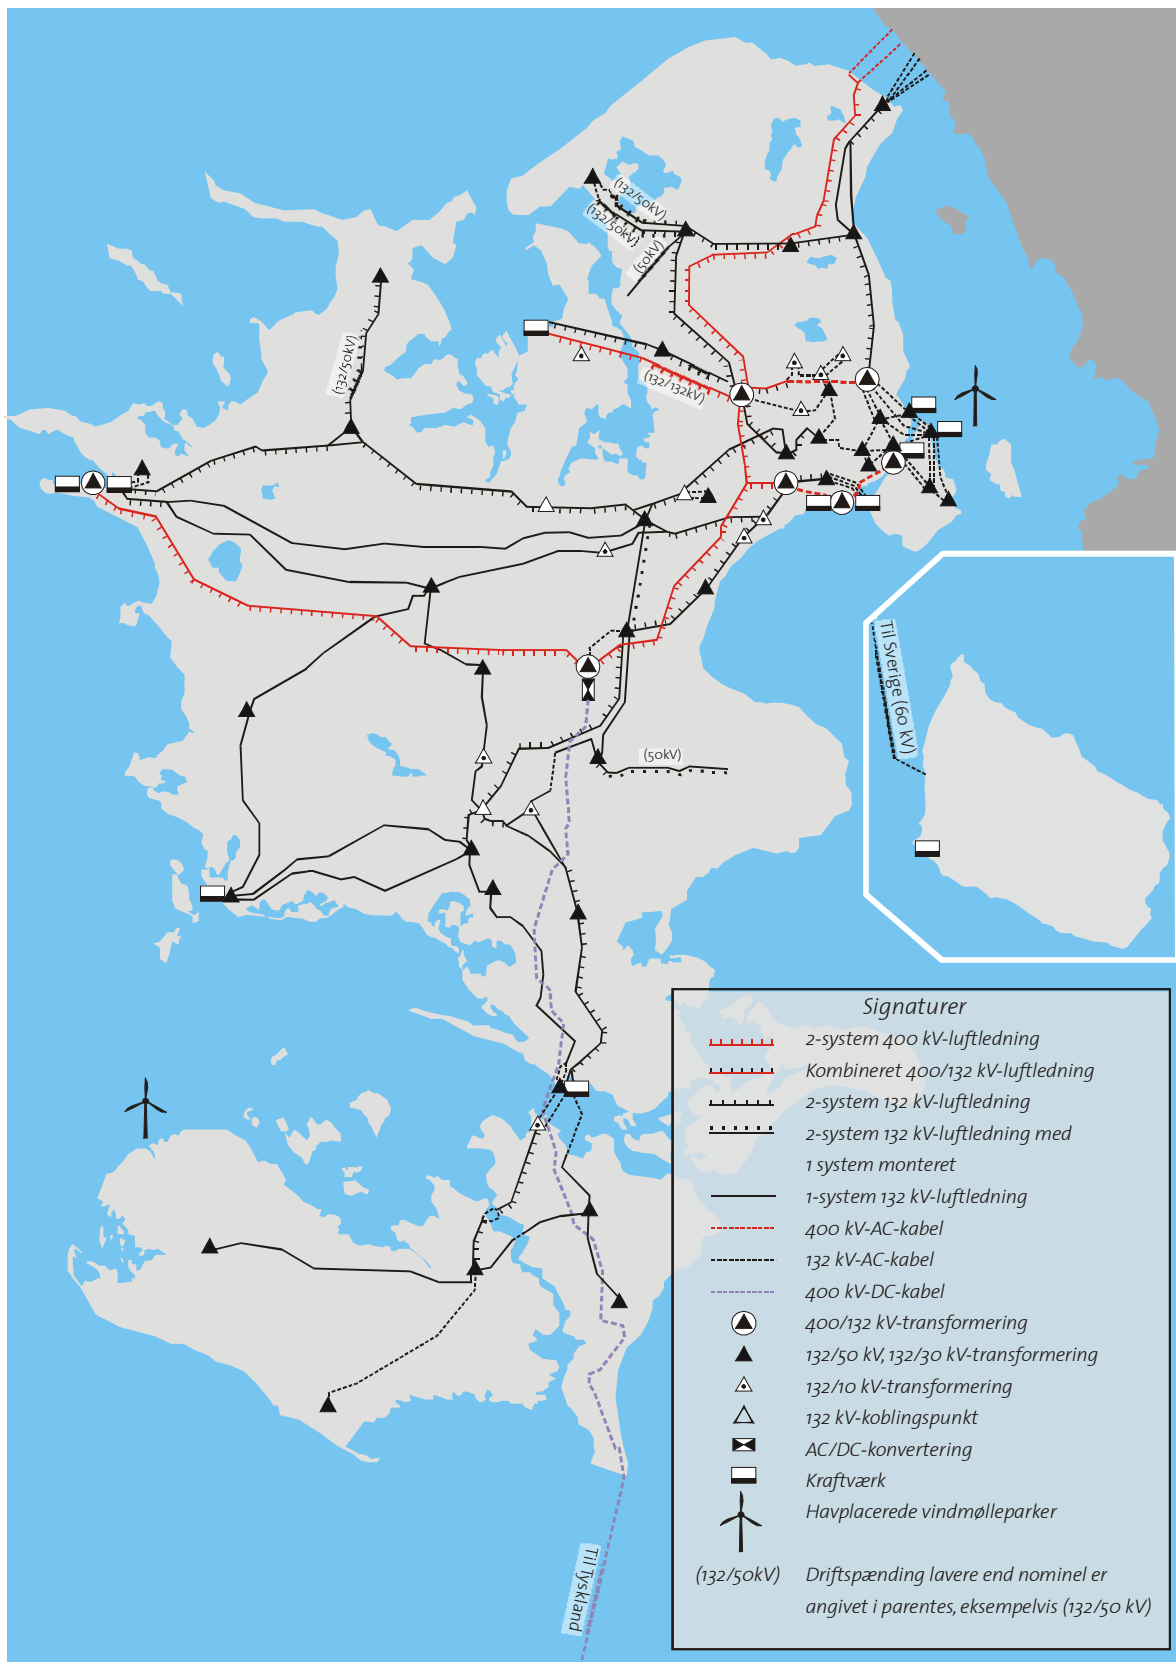 (132/50kV)
(132/50kV)
(50kV)
(132/50kV)
(132/132kV)
(50kV)
Til Sverige (60 kV)
Til Tyskland
Signaturer
2-system 400 kV-luftledning
Kombineret 400/132 kV-luftledning
2-system 132 kV-luftledning
2-system 132 kV-luftledning med
1 system monteret
1-system 132 kV-luftledning
400 kV-AC-kabel
132 kV-AC-kabel
400 kV-DC-kabel
400/132 kV-transformering
132/50 kV, 132/30 kV-transformering
132/10 kV-transformering
132 kV-koblingspunkt
AC/DC-konvertering
Kraftværk
Havplacerede vindmølleparker
(132/50kV) Driftspænding lavere end nominel er
angivet i parentes, eksempelvis (132/50 kV)